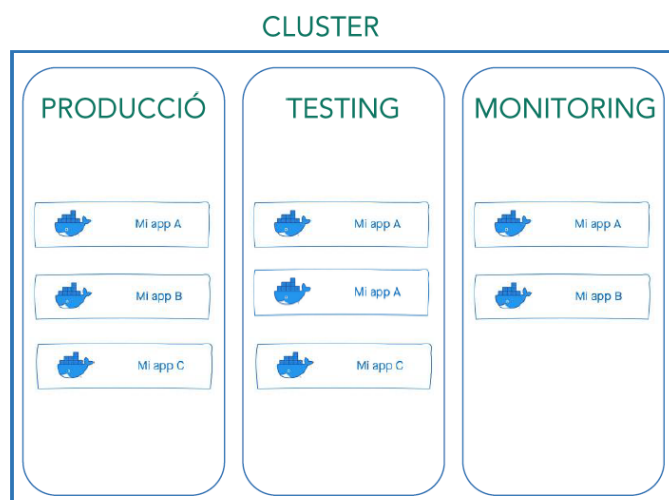 CLUSTER
PRODUCCIÓ
Mi app A
Mi app B
Mi app C
TESTING
Mi app A
Mi app A
Mi app C
MONITORING
Mi app A
Mi app B